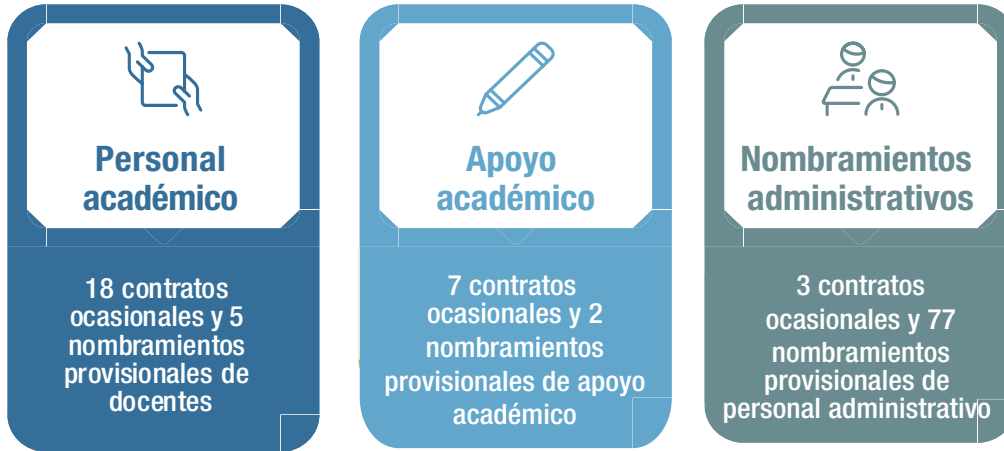 Personal
académico
18 contratos
ocasionales y 5
nombramientos
provisionales de
docentes
Apoyo
académico
7 contratos
ocasionales y 2
nombramientos
provisionales de apoyo
académico
Nombramientos
administrativos
3 contratos
ocasionales y 77
nombramientos
provisionales de
personal administrativo